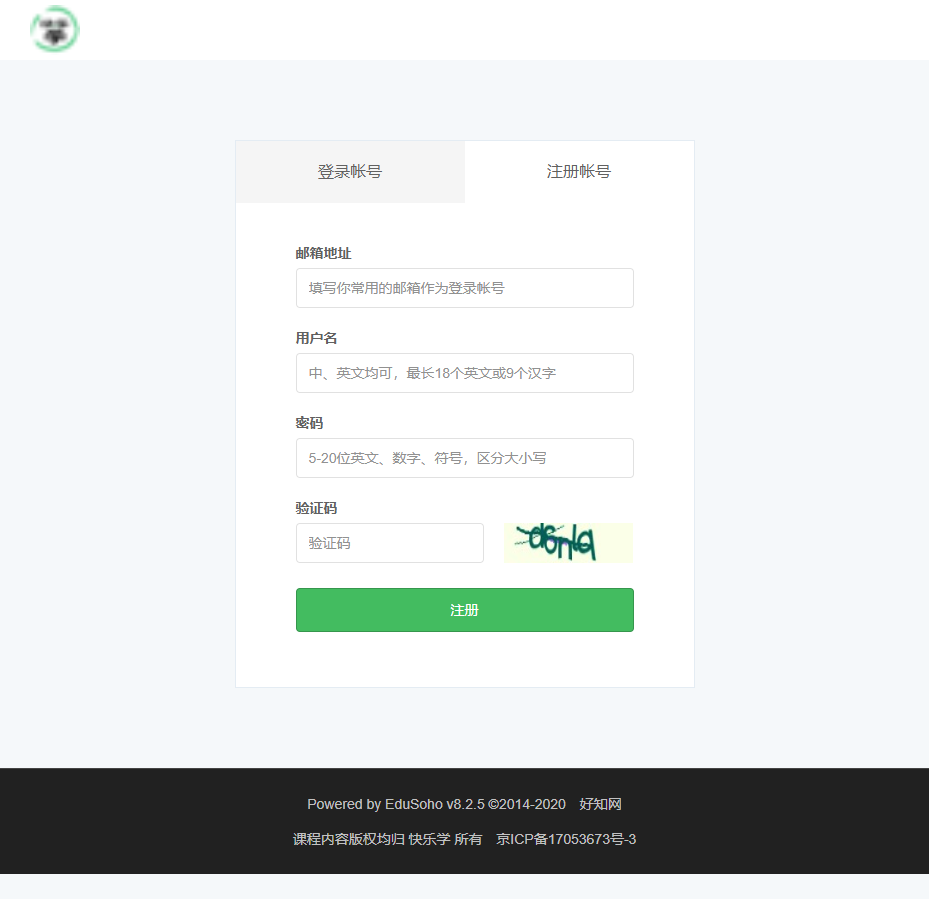 登录帐号 注册帐号
邮箱地址
填写你常用的邮箱作为登录帐号
用户名
中、英文均可，最长18个英文或9个汉字
密码
5-20位英文、数字、符号，区分大小写
验证码
验证码
注册
Powered by EduSoho v8.2.5 ©2014-2020 好知网
课程内容版权均归 快乐学 所有 京ICP备17053673号-3